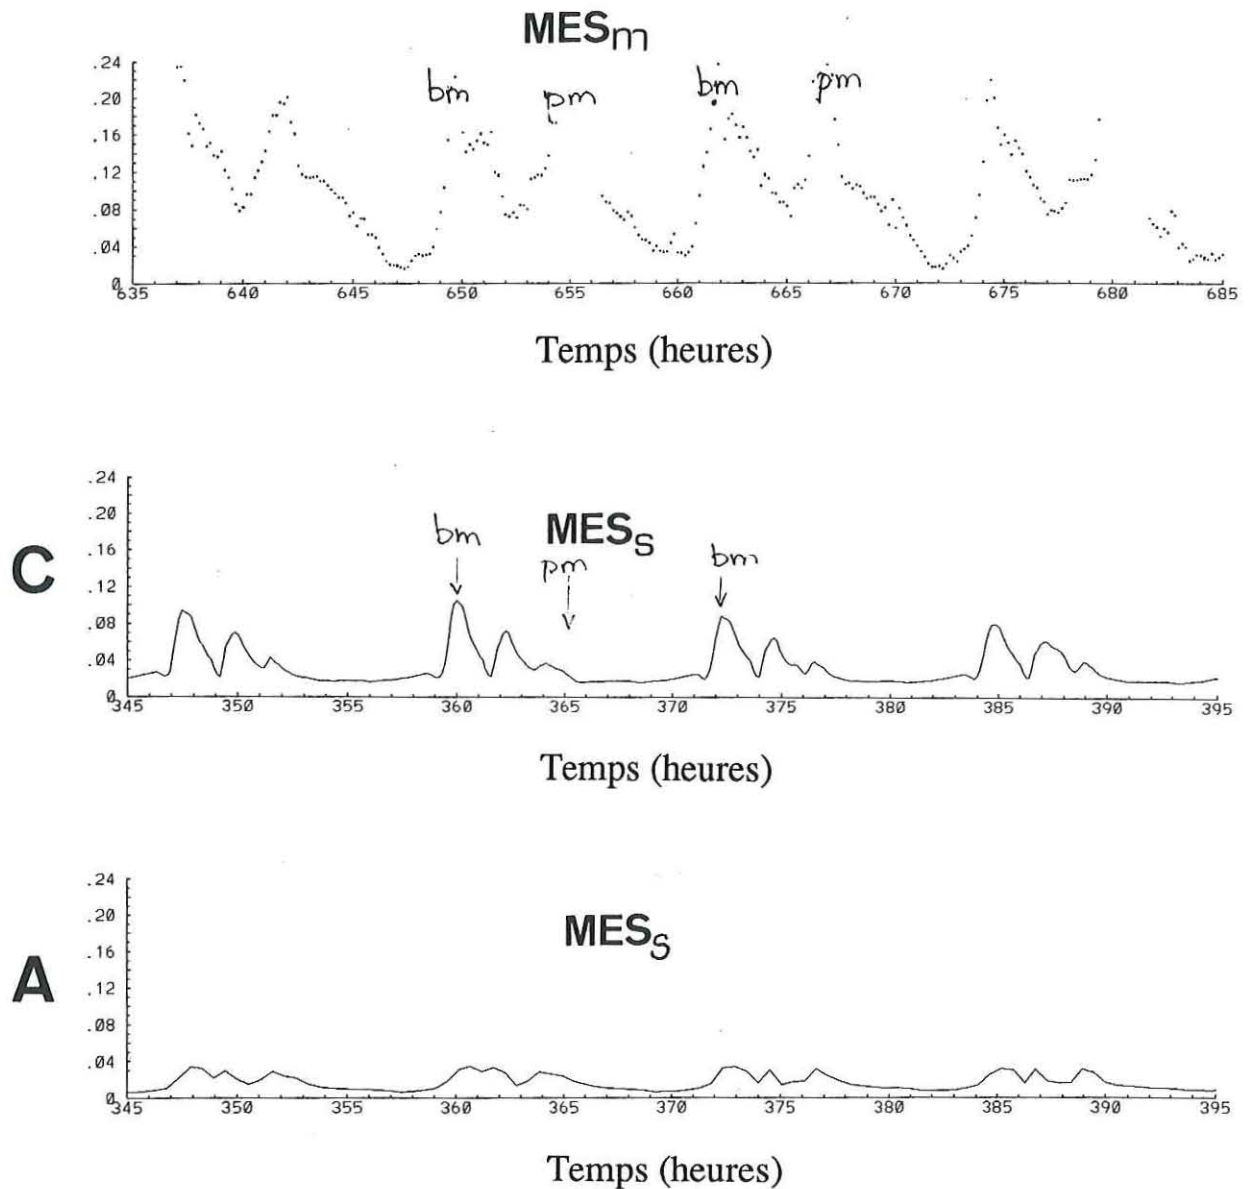 MESm
.24
.20
.16
.12
.08
.04
0
bm pm bm pm
635 640 645 650 655 660 665 670 675 680 685
Temps (heures)
C
.24
.20
.16
.12
.08
.04
0
bm MESs bm
pm
345 350 355 360 365 370 375 380 385 390 395
Temps (heures)
A
.24
.20
.16
.12
.08
.04
0
MESs
345 350 355 360 365 370 375 380 385 390 395
Temps (heures)